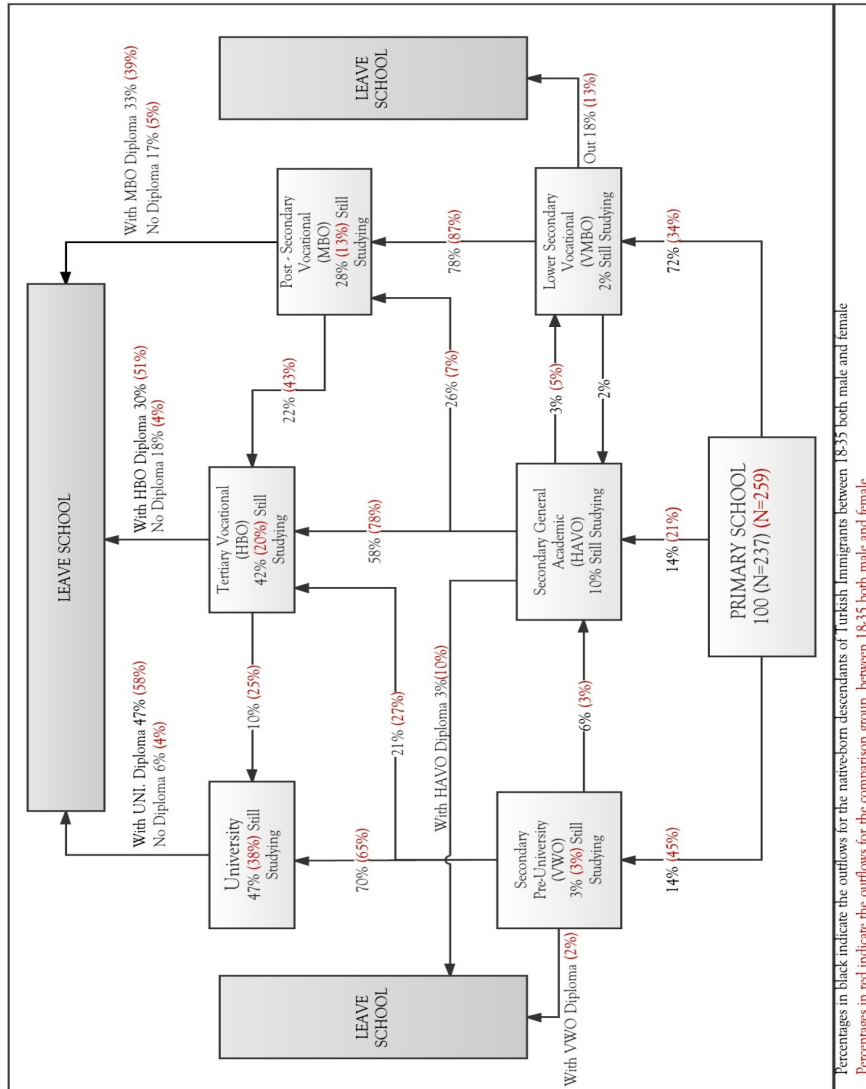 LEAVE SCHOOL
With UNI. Diploma 47% (58%)
No Diploma 6% (4%)
With HBO Diploma 30% (51%)
No Diploma 18% (4%)
With MBO Diploma 33% (39%)
No Diploma 17% (5%)
University
47% (38%) Still
Studying
10% (25%)
Tertiary Vocational
(HBO)
42% (20%) Still
Studying
22% (43%)
Post - Secondary
Vocational
(MBO)
28% (13%) Still
Studying
LEAVE
SCHOOL
70% (65%)
21% (27%)
58% (78%)
26% (7%)
78% (87%)
With HAVO Diploma 3%(10%)
LEAVE
SCHOOL
With VWO Diploma (2%)
Secondary
Pre-University
(VWO)
3% (3%) Still
Studying
6% (3%)
Secondary General
Academic
(HAVO)
10% Still Studying
3% (5%)
2%
Lower Secondary
Vocational
(VMBO)
2% Still Studying
Out 18% (13%)
14% (45%)
14% (21%)
72% (34%)
PRIMARY SCHOOL
100 (N=237) (N=259)
Percentages in black indicate the outflows for the native-born descendants of Turkish Immigrants between 18-35 both male and female
Percentages in red indicate the outflows for the comparison group, between 18-35 both male and female